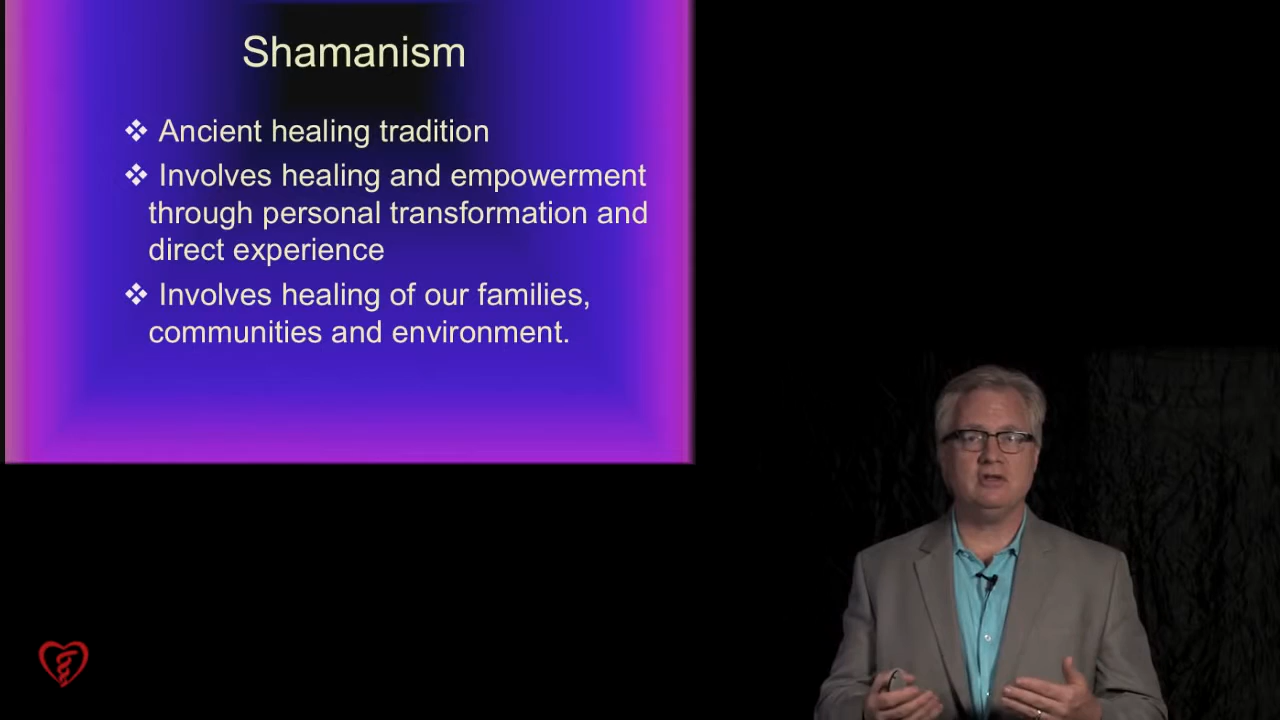 Shamanism
❖ Ancient healing tradition
❖ Involves healing and empowerment
through personal transformation and
direct experience
❖ Involves healing of our families,
communities and environment.